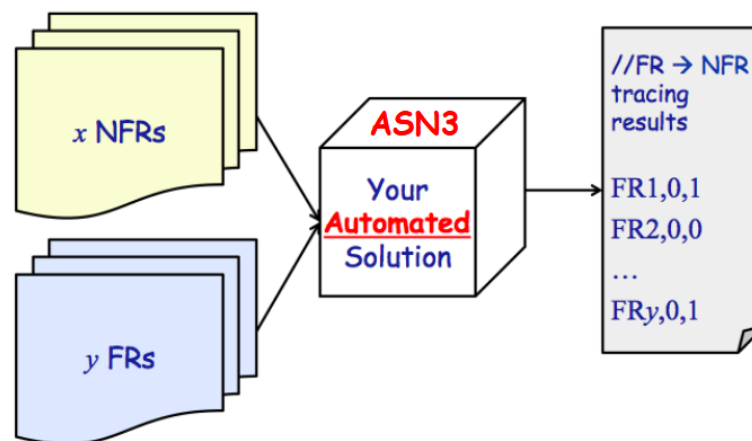 x NFRs
y FRs
ASN3
Your
Automated
Solution
//FR → NFR
tracing
results
FR1,0,1
FR2,0,0
...
FRy,0,1